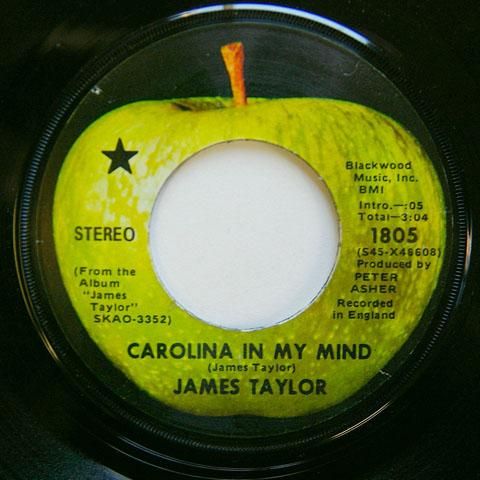 STEREO
(From the
Album
"James
Taylor"
SKAO-3352)
Blackwood
Music, Inc.
BMI
Intro.—:05
Total—3:04
1805
(S45-X46608)
Produced by
PETER
ASHER
Recorded
in England
CAROLINA IN MY MIND
(James Taylor)
JAMES TAYLOR